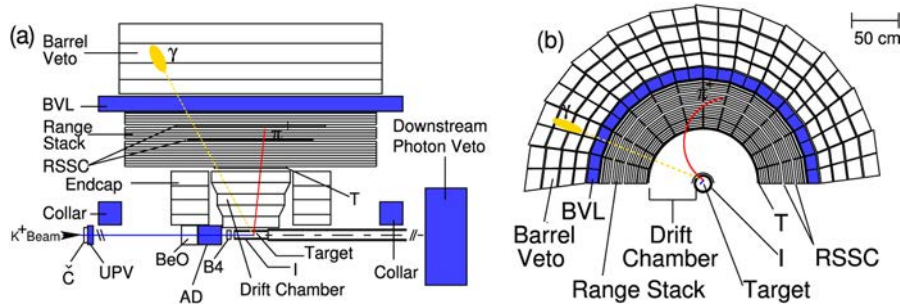 (a)
Barrel
Veto
γ
BVL
Range
Stack
RSSC
π
Endcap
T
Downstream
Photon Veto
Collar
K+ Beam
Č
UPV
BeO
AD
B4
I
Target
Drift Chamber
Collar
(b)
50 cm
π+
γ
Barrel
Veto
BVL
Range Stack
Drift
Chamber
Target
I
T
RSSC